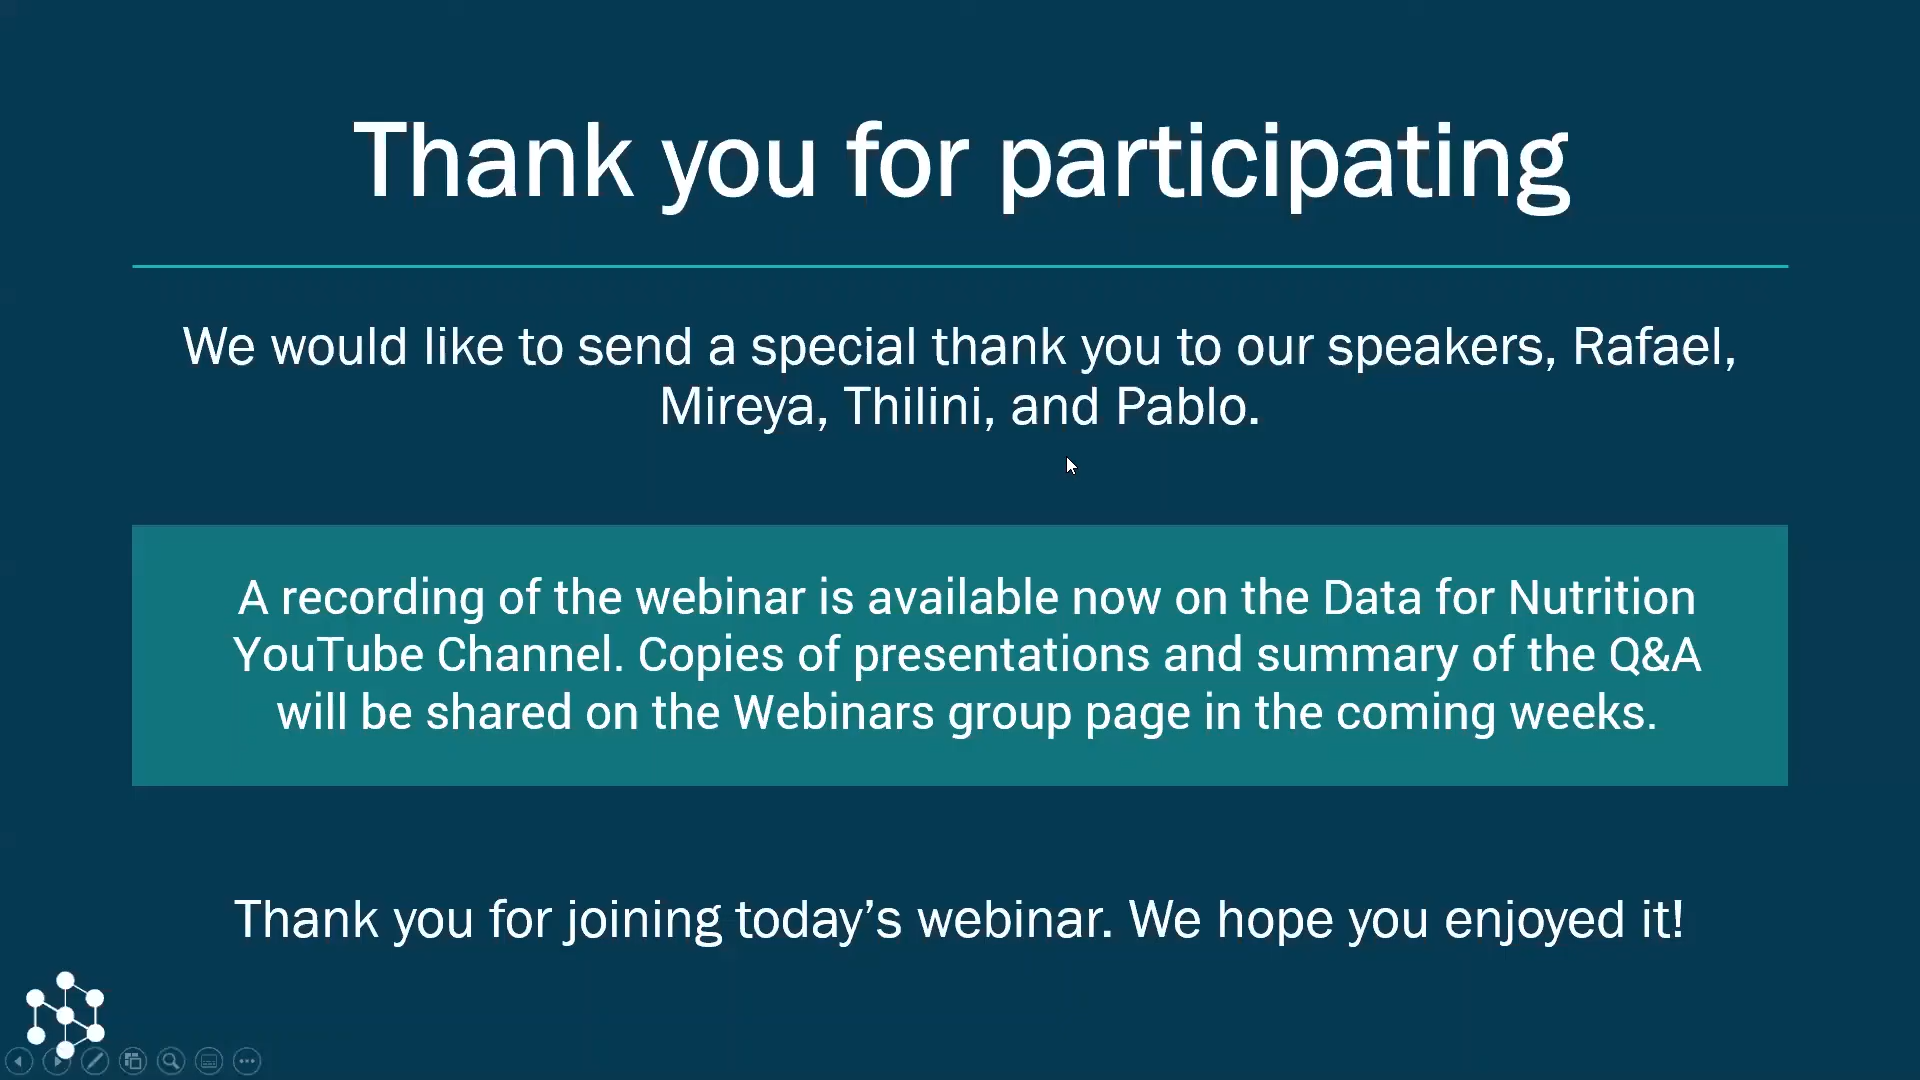 Thank you for participating
We would like to send a special thank you to our speakers, Rafael,
Mireya, Thilini, and Pablo.
A recording of the webinar is available now on the Data for Nutrition
YouTube Channel. Copies of presentations and summary of the Q&A
will be shared on the Webinars group page in the coming weeks.
Thank you for joining today’s webinar. We hope you enjoyed it!